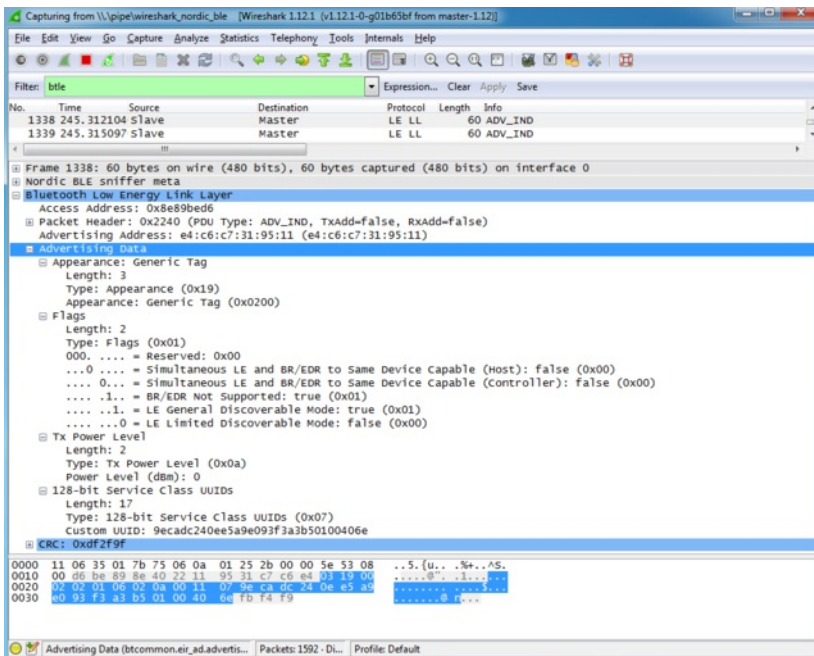 Capturing from \\.\pipe\wireshark_nordic_ble [Wireshark 1.12.1 (v1.12.1-0-g01b65bf from master-1.12)]
File Edit View Go Capture Analyze Statistics Telephony Tools Internals Help
Filter: btle Expression... Clear Apply Save
No. Time Source Destination Protocol Length Info
1338 245.312104 Slave Master LE LL 60 ADV_IND
1339 245.315097 Slave Master LE LL 60 ADV_IND
Frame 1338: 60 bytes on wire (480 bits), 60 bytes captured (480 bits) on interface 0
Nordic BLE sniffer meta
Bluetooth Low Energy Link Layer
Access Address: 0x8e89bed6
Packet Header: 0x2240 (PDU Type: ADV_IND, TxAdd=false, RxAdd=false)
Advertising Address: e4:c6:c7:31:95:11 (e4:c6:c7:31:95:11)
Advertising Data
Appearance: Generic Tag
Length: 3
Type: Appearance (0x19)
Appearance: Generic Tag (0x0200)
Flags
Length: 2
Type: Flags (0x01)
000. .... = Reserved: 0x00
...0 .... = Simultaneous LE and BR/EDR to Same Device Capable (Host): false (0x00)
.... 0... = Simultaneous LE and BR/EDR to Same Device Capable (Controller): false (0x00)
.... .1.. = BR/EDR Not Supported: true (0x01)
.... ..1. = LE General Discoverable Mode: true (0x01)
.... ...0 = LE Limited Discoverable Mode: false (0x00)
Tx Power Level
Length: 2
Type: Tx Power Level (0x0a)
Power Level (dBm): 0
128-bit Service Class UUIDs
Length: 17
Type: 128-bit Service Class UUIDs (0x07)
Custom UUID: 9ecadc240ee5a9e093f3a3b50100406e
CRC: 0xdf2f9f
0000 11 06 35 01 7b 75 06 0a 01 25 2b 00 00 5e 53 08 ..5.{u.. .%+..^S.
0010 00 d6 be 89 8e 40 22 11 95 31 c7 c6 e4 03 19 00 .....@". .1......
0020 02 02 01 06 02 0a 00 11 07 9e ca dc 24 0e e5 a9 ........ ....$...
0030 e0 93 f3 a3 b5 01 00 40 6e fb f4 f9 .......@ n...
Advertising Data (btcommon.eir_ad.advertis... Packets: 1592 · Di... Profile: Default